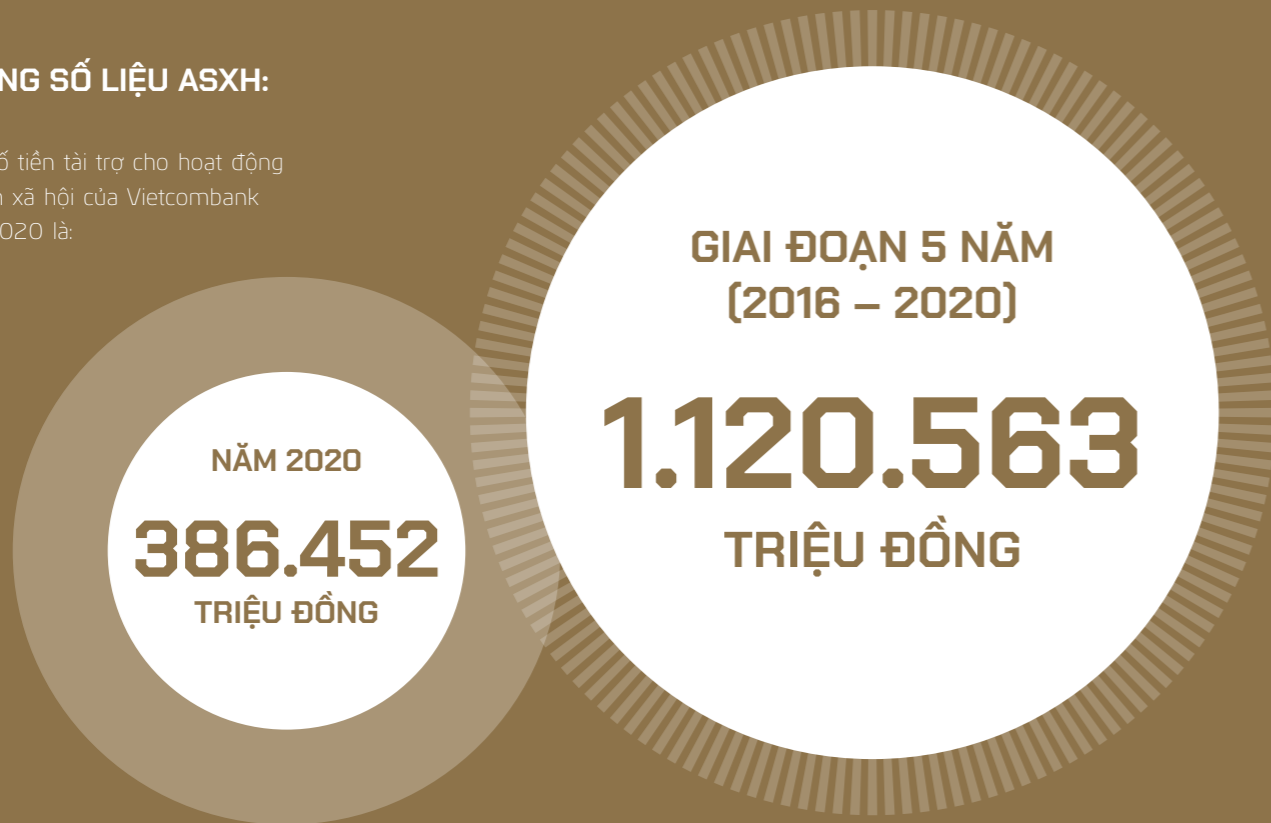 NG SỐ LIỆU ASXH:
ố tiền tài trợ cho hoạt động
xã hội của Vietcombank
020 là:
NĂM 2020
386.452
TRIỆU ĐỒNG
GIAI ĐOẠN 5 NĂM
(2016 – 2020)
1.120.563
TRIỆU ĐỒNG